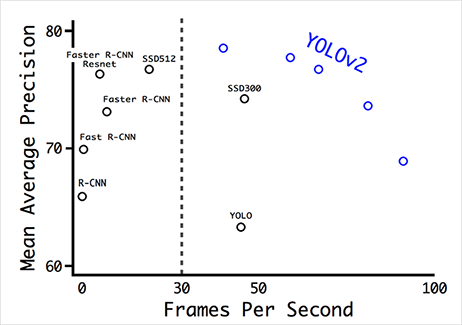 80
Faster R-CNN
Resnet
SSD512
YOLOv2
SSD300
Faster R-CNN
Fast R-CNN
70
R-CNN
YOLO
60
Mean Average Precision
0
30
50
100
Frames Per Second